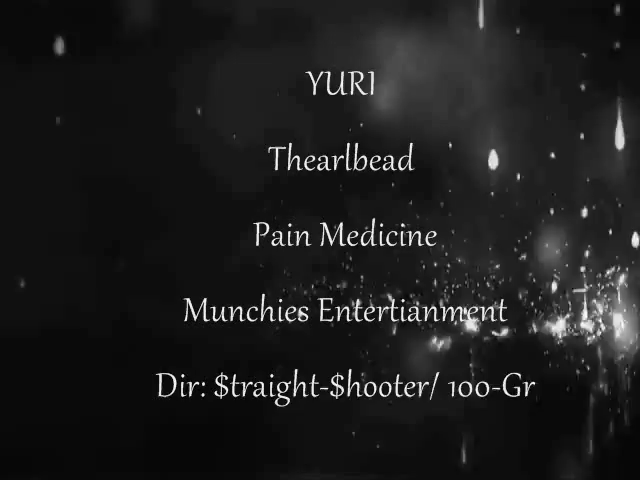 YURI
Thearlbead
Pain Medicine
Munchies Entertianment
Dir: $traight-$hooter/ 100-Gr